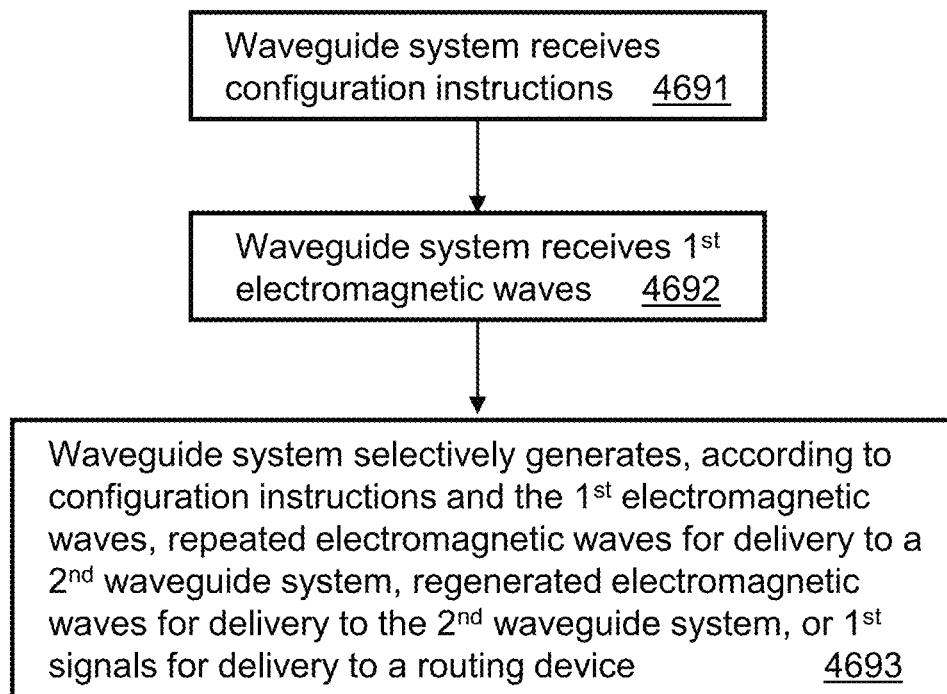 Waveguide system receives
configuration instructions 4691
Waveguide system receives 1st
electromagnetic waves 4692
Waveguide system selectively generates, according to
configuration instructions and the 1st electromagnetic
waves, repeated electromagnetic waves for delivery to a
2nd waveguide system, regenerated electromagnetic
waves for delivery to the 2nd waveguide system, or 1st
signals for delivery to a routing device 4693